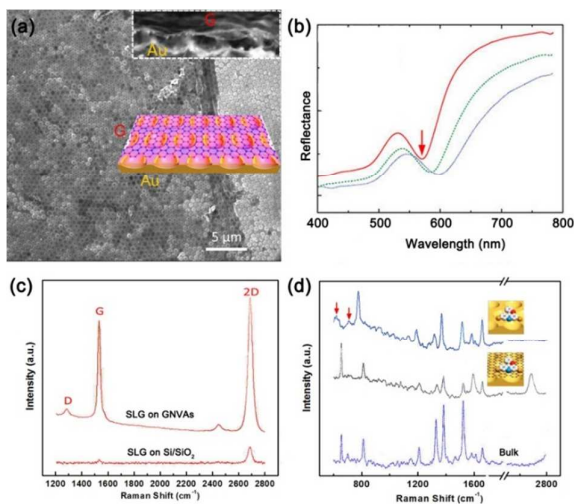 (a)
G
Au
G
Au
5 μm
(b)
Reflectance
400 500 600 700 800
Wavelength (nm)
(c)
Intensity (a.u.)
D
G
2D
SLG on GNVAs
SLG on Si/SiO2
1200 1400 1600 1800 2000 2200 2400 2600 2800
Raman Shift (cm⁻¹)
(d)
Intensity (a.u.)
Bulk
800 1200 1600 2800
Raman Shift (cm⁻¹)